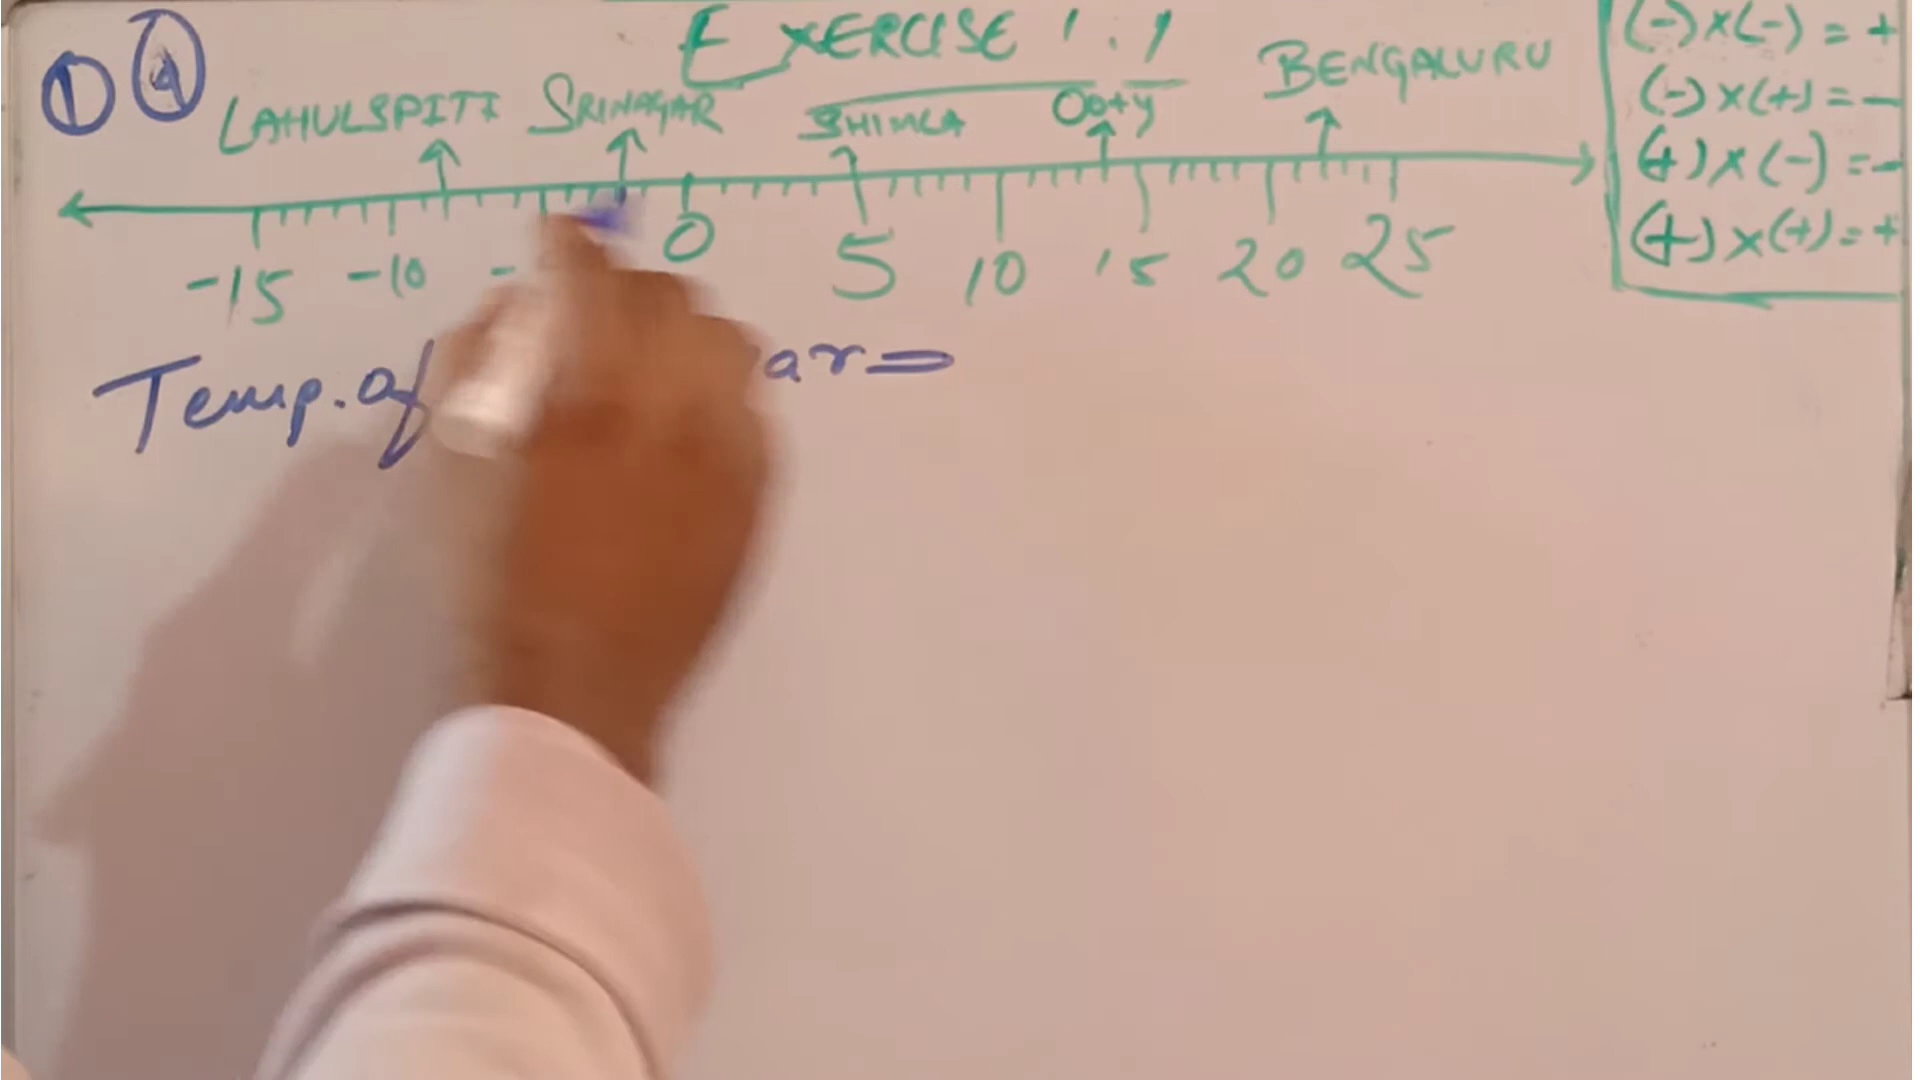 ① ⓓ EXERCISE 1.1
LAHULSPITI SRINAGAR SHIMLA Ooty BENGALURU
-15 -10 - 0 5 10 15 20 25
Temp. of ar=
(-)×(-)=+
(-)×(+)=-
(+)×(-)=-
(+)×(+)=+